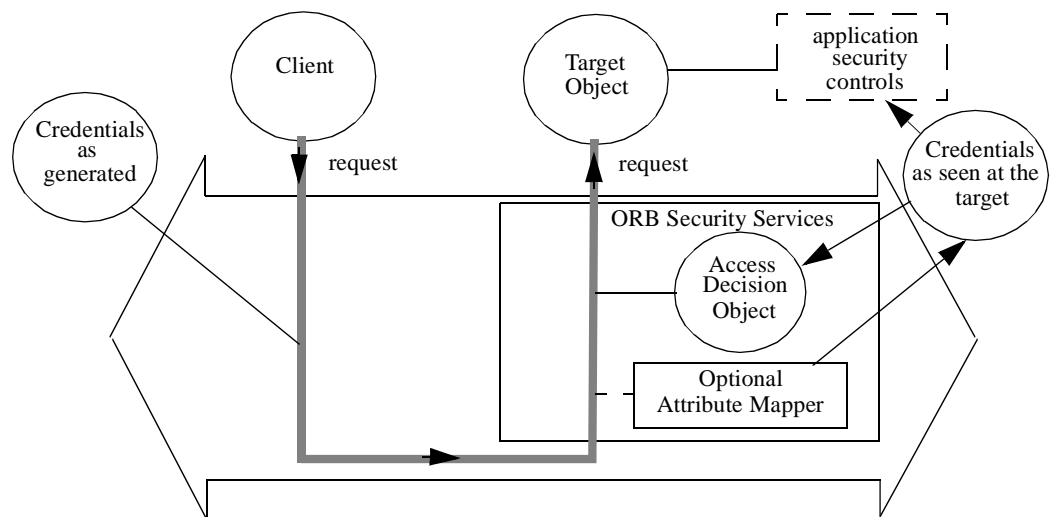 Client
Target
Object
application
security
controls
Credentials
as
generated
request
request
Credentials
as seen at the
target
ORB Security Services
Access
Decision
Object
Optional
Attribute Mapper